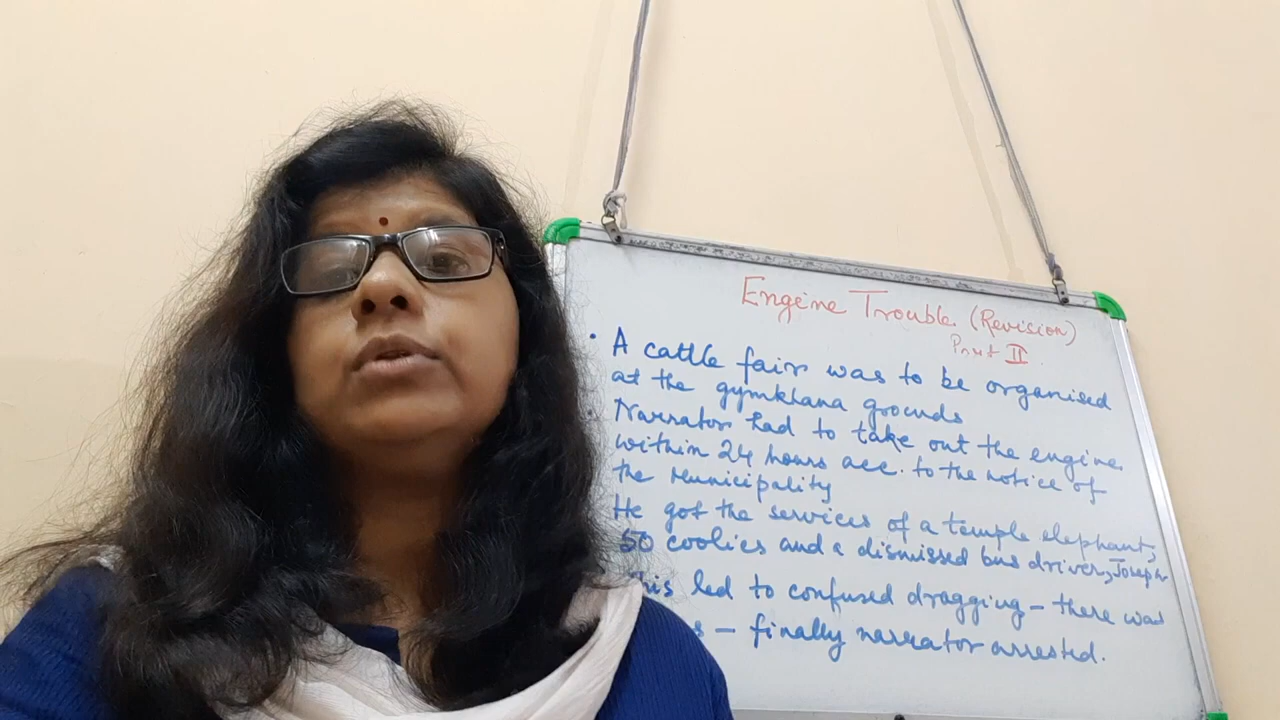 Engine Trouble (Revision)
Part II
• A cattle fair was to be organised
at the gymkhana grounds
Narrator had to take out the engine
within 24 hours acc. to the notice of
the Municipality
He got the services of a temple elephant,
50 coolies and a dismissed bus driver, Joseph
This led to confused dragging - there was
- finally narrator arrested.